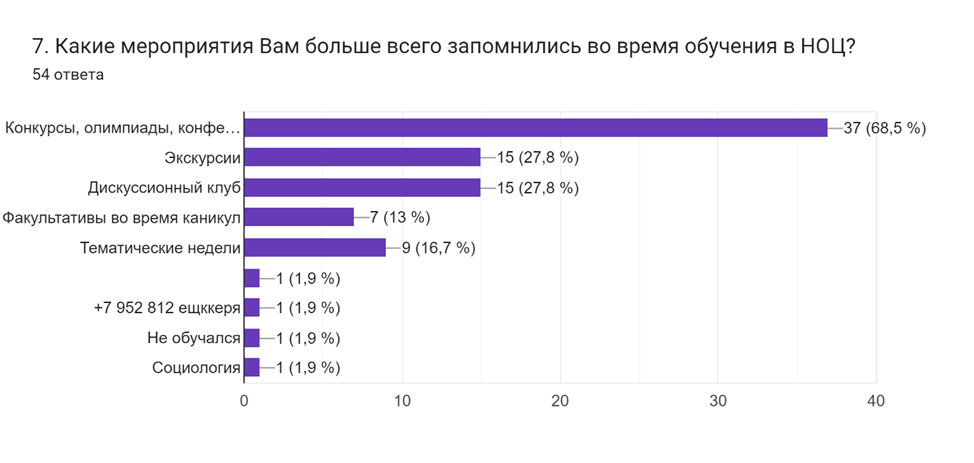 7. Какие мероприятия Вам больше всего запомнились во время обучения в НОЦ?
54 ответа
Конкурсы, олимпиады, конфе… 37 (68,5 %)
Экскурсии 15 (27,8 %)
Дискуссионный клуб 15 (27,8 %)
Факультативы во время каникул 7 (13 %)
Тематические недели 9 (16,7 %)
1 (1,9 %)
+7 952 812 ещккеря 1 (1,9 %)
Не обучался 1 (1,9 %)
Социология 1 (1,9 %)
0 10 20 30 40